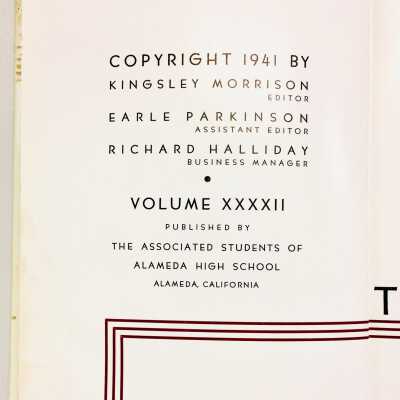 COPYRIGHT 1941 BY
KINGSLEY MORRISON
EDITOR
EARLE PARKINSON
ASSISTANT EDITOR
RICHARD HALLIDAY
BUSINESS MANAGER
VOLUME XXXXII
PUBLISHED BY
THE ASSOCIATED STUDENTS OF
ALAMEDA HIGH SCHOOL
ALAMEDA, CALIFORNIA
T